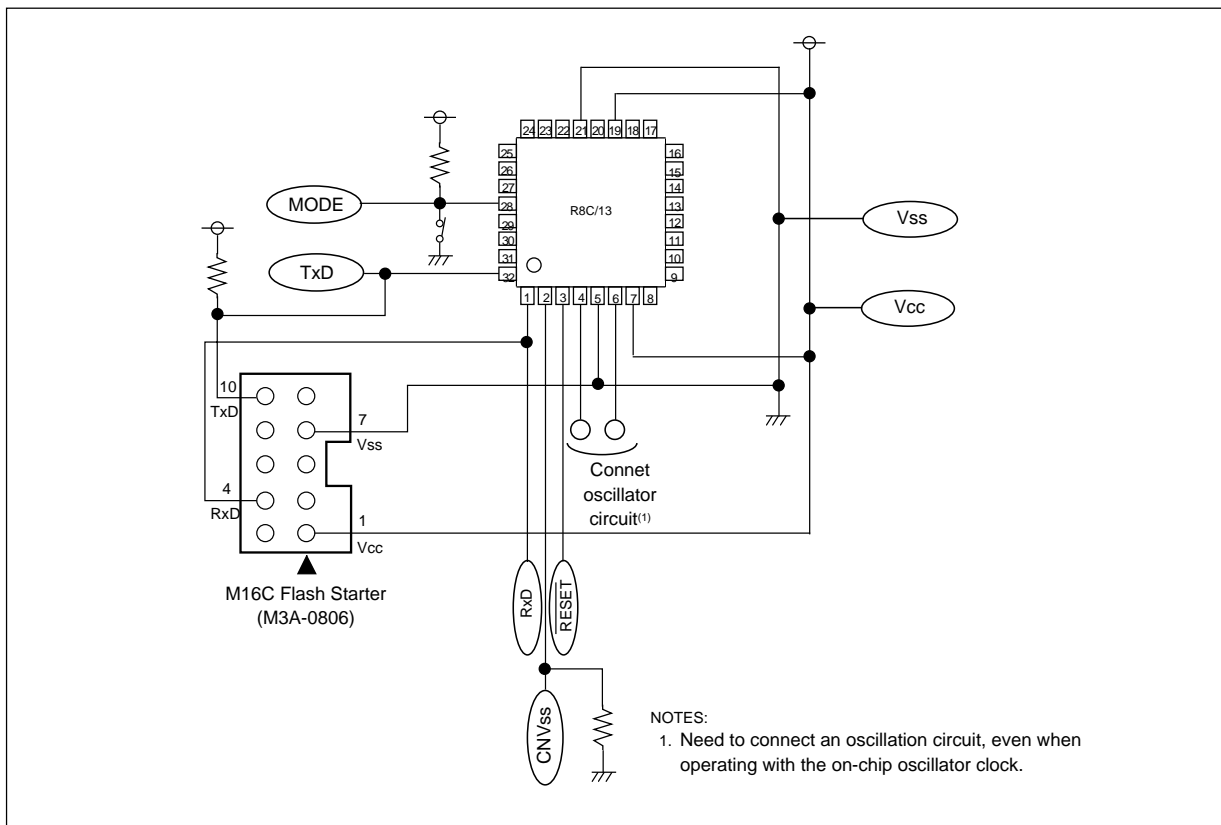 24 23 22 21 20 19 18 17
25
26
27
28
29
30
31
32
16
15
14
13
12
11
10
9
R8C/13
1 2 3 4 5 6 7 8
MODE
TxD
Vss
Vcc
10
TxD
7
Vss
4
RxD
1
Vcc
M16C Flash Starter
(M3A-0806)
Connet
oscillator
circuit(1)
RxD
RESET
CNVss
NOTES:
1. Need to connect an oscillation circuit, even when
operating with the on-chip oscillator clock.